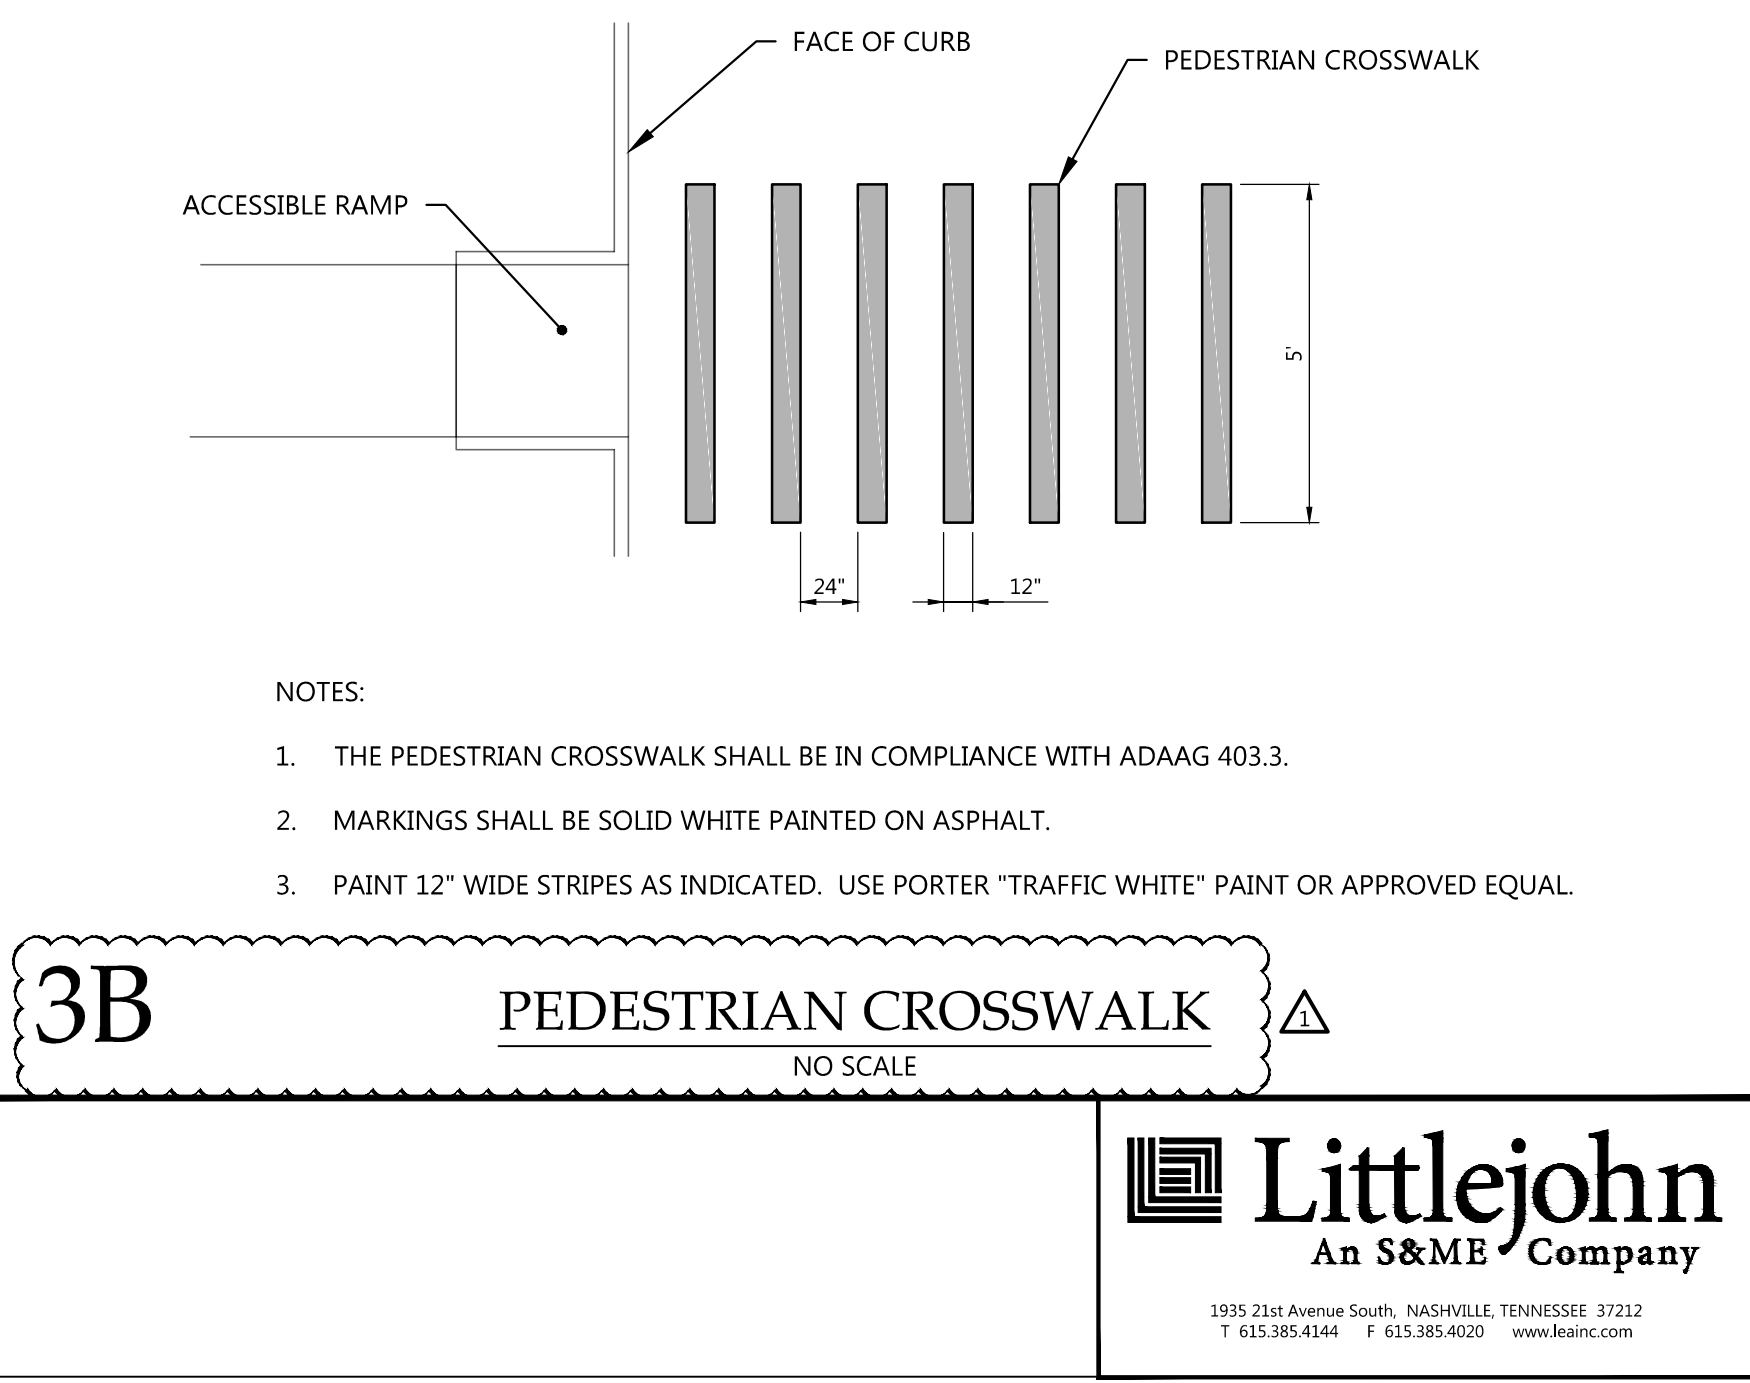 FACE OF CURB
PEDESTRIAN CROSSWALK
ACCESSIBLE RAMP
5'
24"
12"
NOTES:
1. THE PEDESTRIAN CROSSWALK SHALL BE IN COMPLIANCE WITH ADAAG 403.3.
2. MARKINGS SHALL BE SOLID WHITE PAINTED ON ASPHALT.
3. PAINT 12" WIDE STRIPES AS INDICATED. USE PORTER "TRAFFIC WHITE" PAINT OR APPROVED EQUAL.
3B
PEDESTRIAN CROSSWALK
1
NO SCALE
Littlejohn
An S&ME Company
1935 21st Avenue South, NASHVILLE, TENNESSEE 37212
T 615.385.4144 F 615.385.4020 www.leainc.com